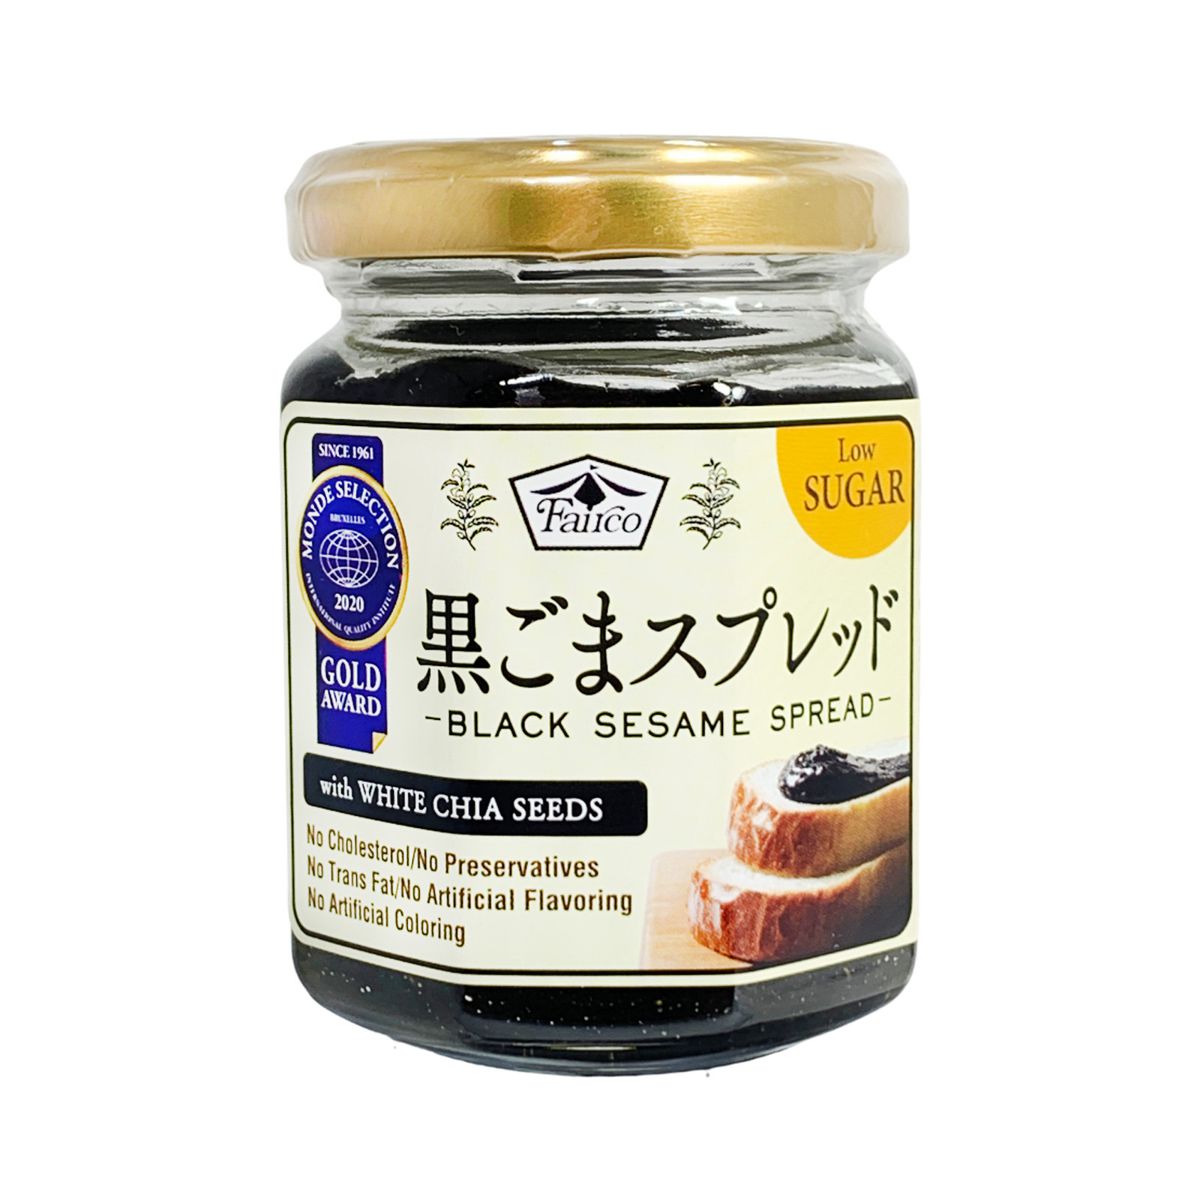 SINCE 1961
MONDE SELECTION
BRUXELLES
2020
INTERNATIONAL QUALITY INSTITUTE
GOLD
AWARD
Fairco
Low
SUGAR
黒ごまスプレッド
-BLACK SESAME SPREAD-
with WHITE CHIA SEEDS
No Cholesterol/No Preservatives
No Trans Fat/No Artificial Flavoring
No Artificial Coloring